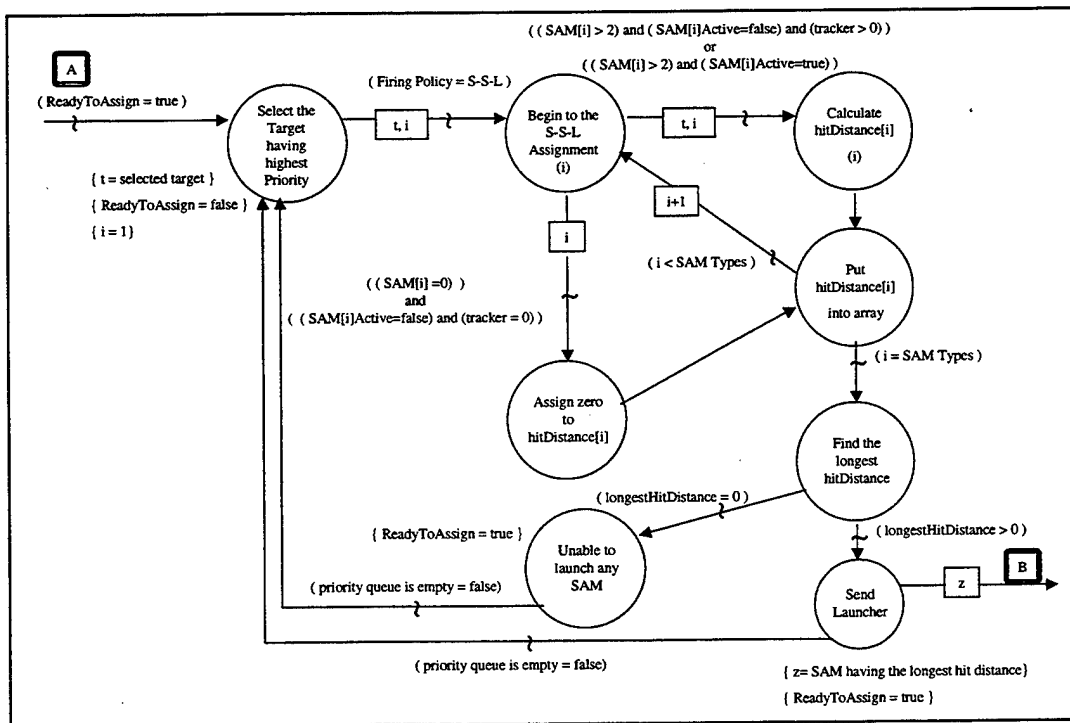 ( ( SAM[i] > 2) and ( SAM[i]Active=false) and (tracker > 0) )
or
( ( SAM[i] > 2) and ( SAM[i]Active=true) )
A
( ReadyToAssign = true)
Select the
Target
having
highest
Priority
( Firing Policy = S-S-L )
t, i
Begin to the
S-S-L
Assignment
(i)
t, i
Calculate
hitDistance[i]
(i)
{ t = selected target }
{ ReadyToAssign = false }
{ i = 1}
i
i+1
( i < SAM Types )
Put
hitDistance[i]
into array
( ( SAM[i] =0) )
and
( ( SAM[i]Active=false) and (tracker = 0) )
( i = SAM Types )
Assign zero
to
hitDistance[i]
Find the
longest
hitDistance
( longestHitDistance = 0 )
( longestHitDistance > 0 )
{ ReadyToAssign = true }
Unable to
launch any
SAM
( priority queue is empty = false)
Send
Launcher
z
B
( priority queue is empty = false)
{ z= SAM having the longest hit distance}
{ ReadyToAssign = true }